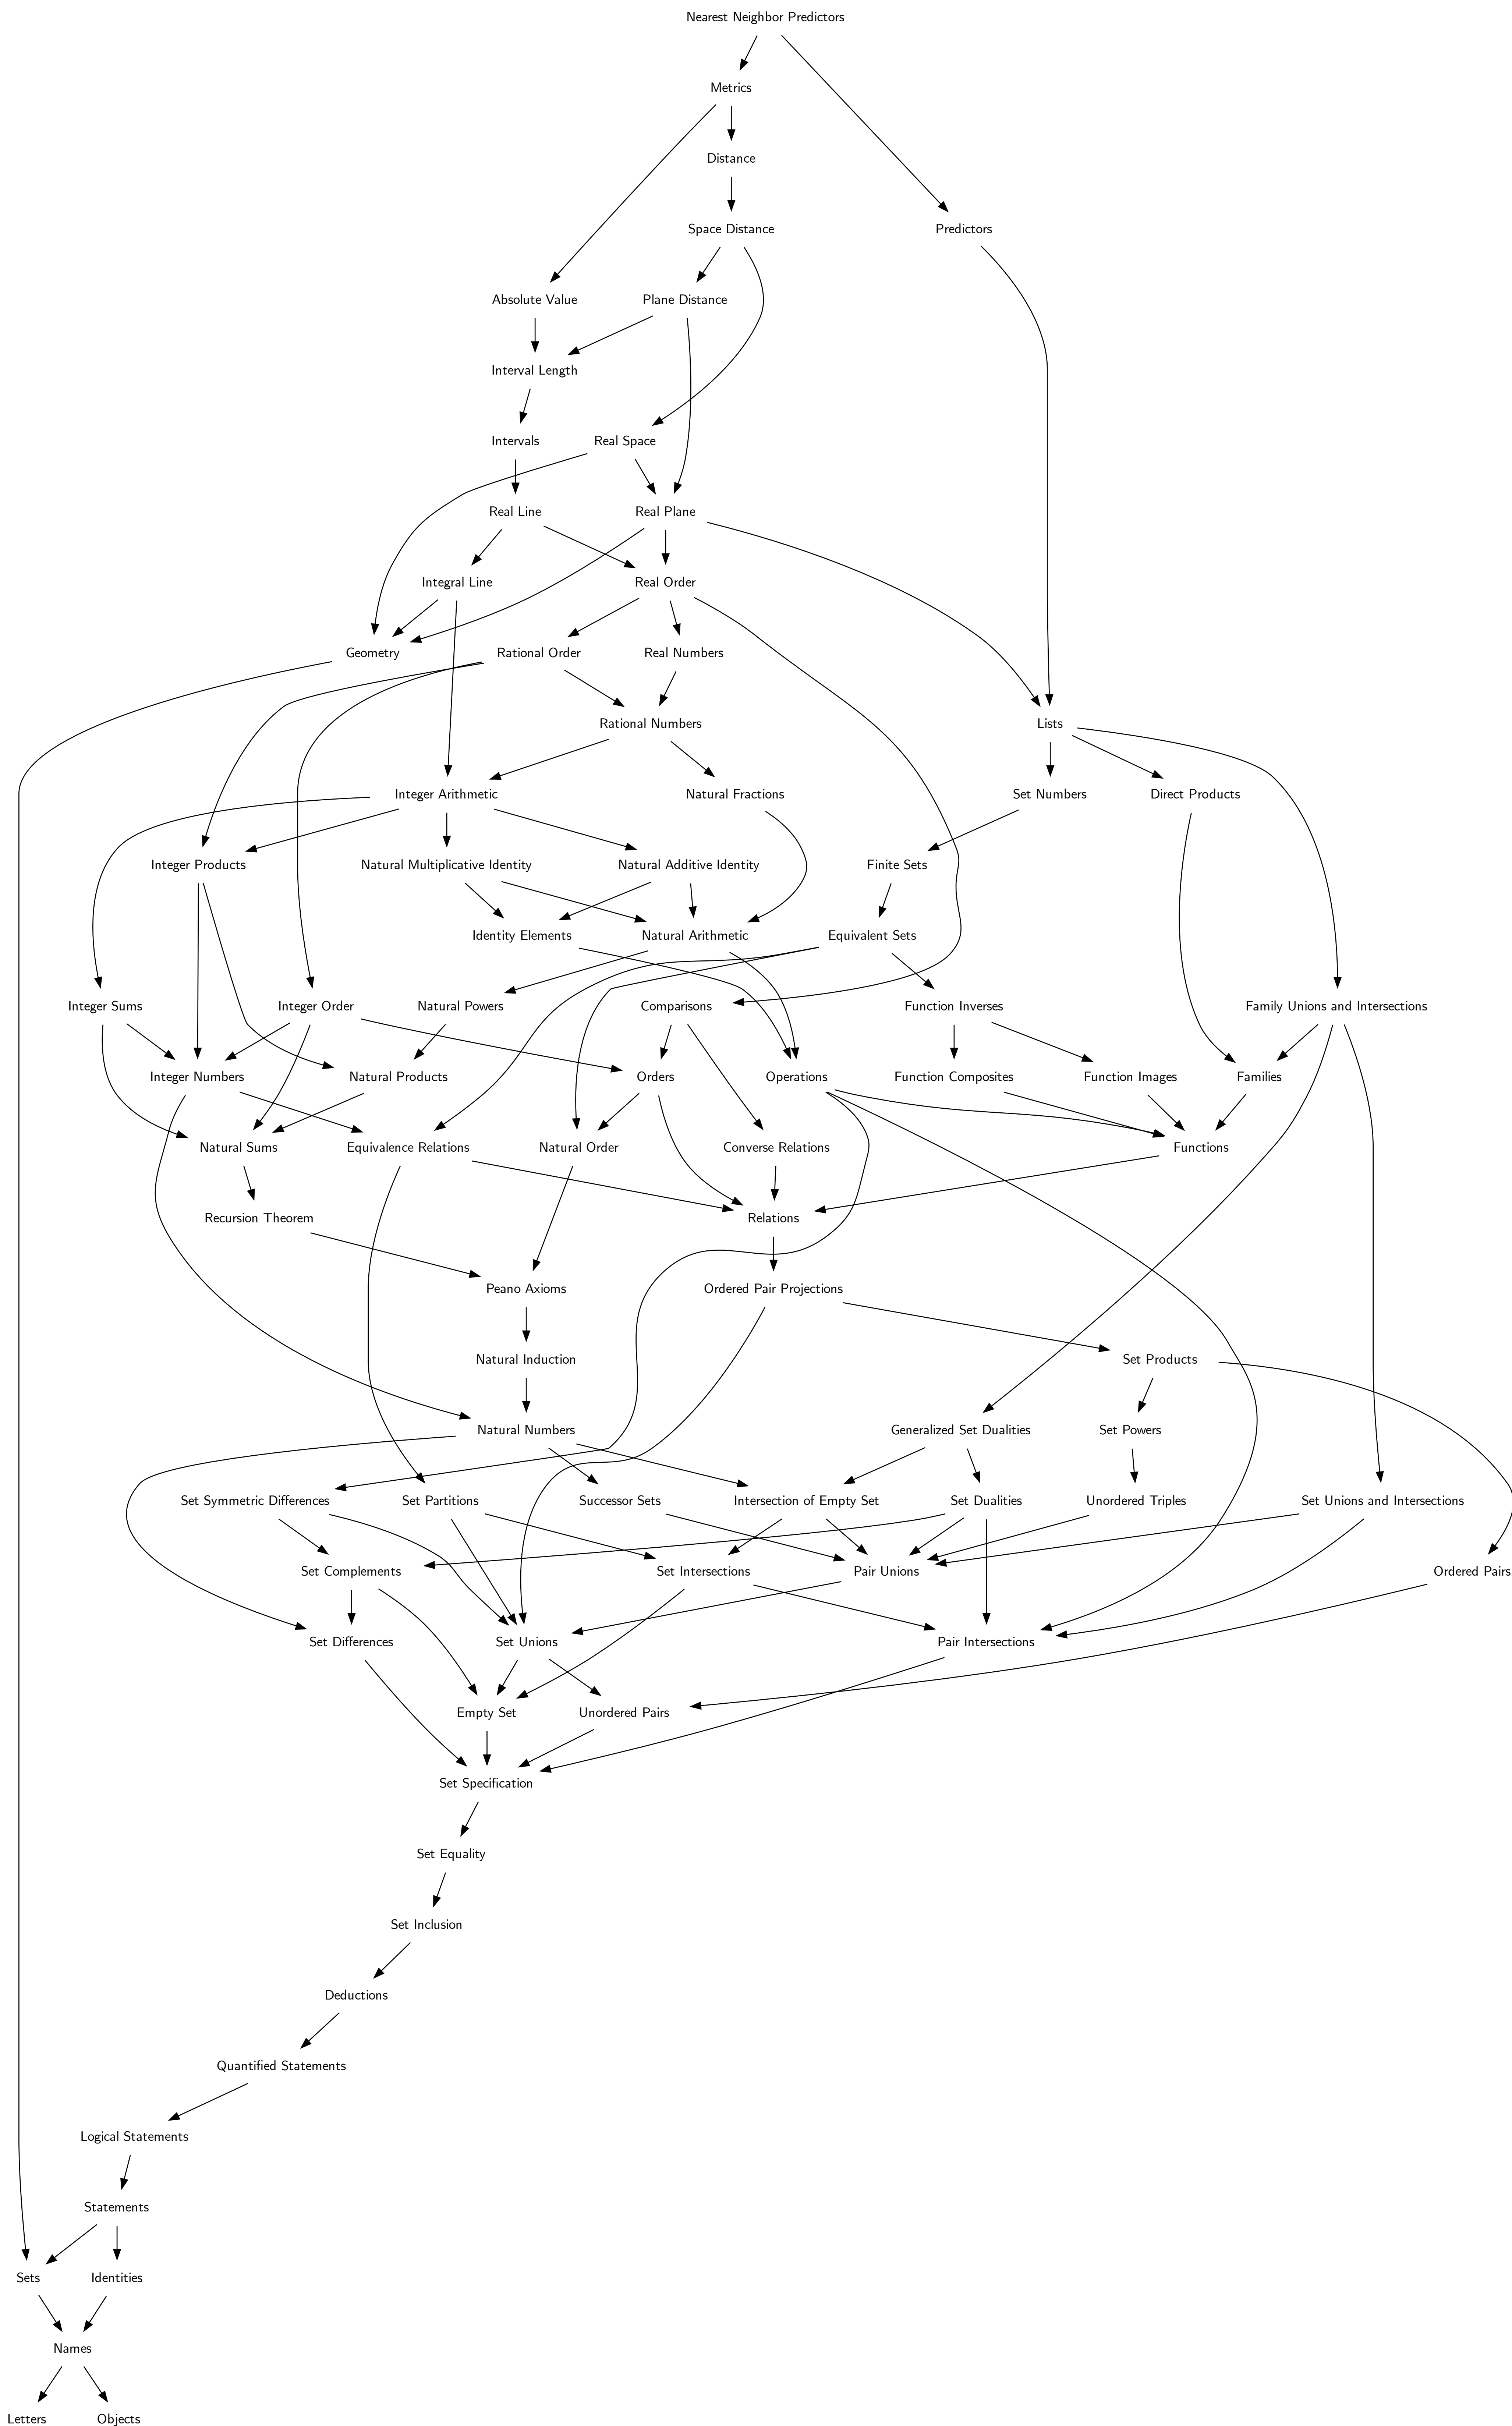 Nearest Neighbor Predictors
Metrics
Distance
Space Distance
Predictors
Absolute Value
Plane Distance
Interval Length
Intervals
Real Space
Real Line
Real Plane
Integral Line
Real Order
Geometry
Rational Order
Real Numbers
Rational Numbers
Lists
Integer Arithmetic
Natural Fractions
Set Numbers
Direct Products
Integer Products
Natural Multiplicative Identity
Natural Additive Identity
Finite Sets
Identity Elements
Natural Arithmetic
Equivalent Sets
Integer Sums
Integer Order
Natural Powers
Comparisons
Function Inverses
Family Unions and Intersections
Integer Numbers
Natural Products
Orders
Operations
Function Composites
Function Images
Families
Natural Sums
Equivalence Relations
Natural Order
Converse Relations
Functions
Recursion Theorem
Relations
Peano Axioms
Ordered Pair Projections
Natural Induction
Set Products
Natural Numbers
Generalized Set Dualities
Set Powers
Set Symmetric Differences
Set Partitions
Successor Sets
Intersection of Empty Set
Set Dualities
Unordered Triples
Set Unions and Intersections
Set Complements
Set Intersections
Pair Unions
Ordered Pairs
Set Differences
Set Unions
Pair Intersections
Empty Set
Unordered Pairs
Set Specification
Set Equality
Set Inclusion
Deductions
Quantified Statements
Logical Statements
Statements
Sets
Identities
Names
Letters
Objects